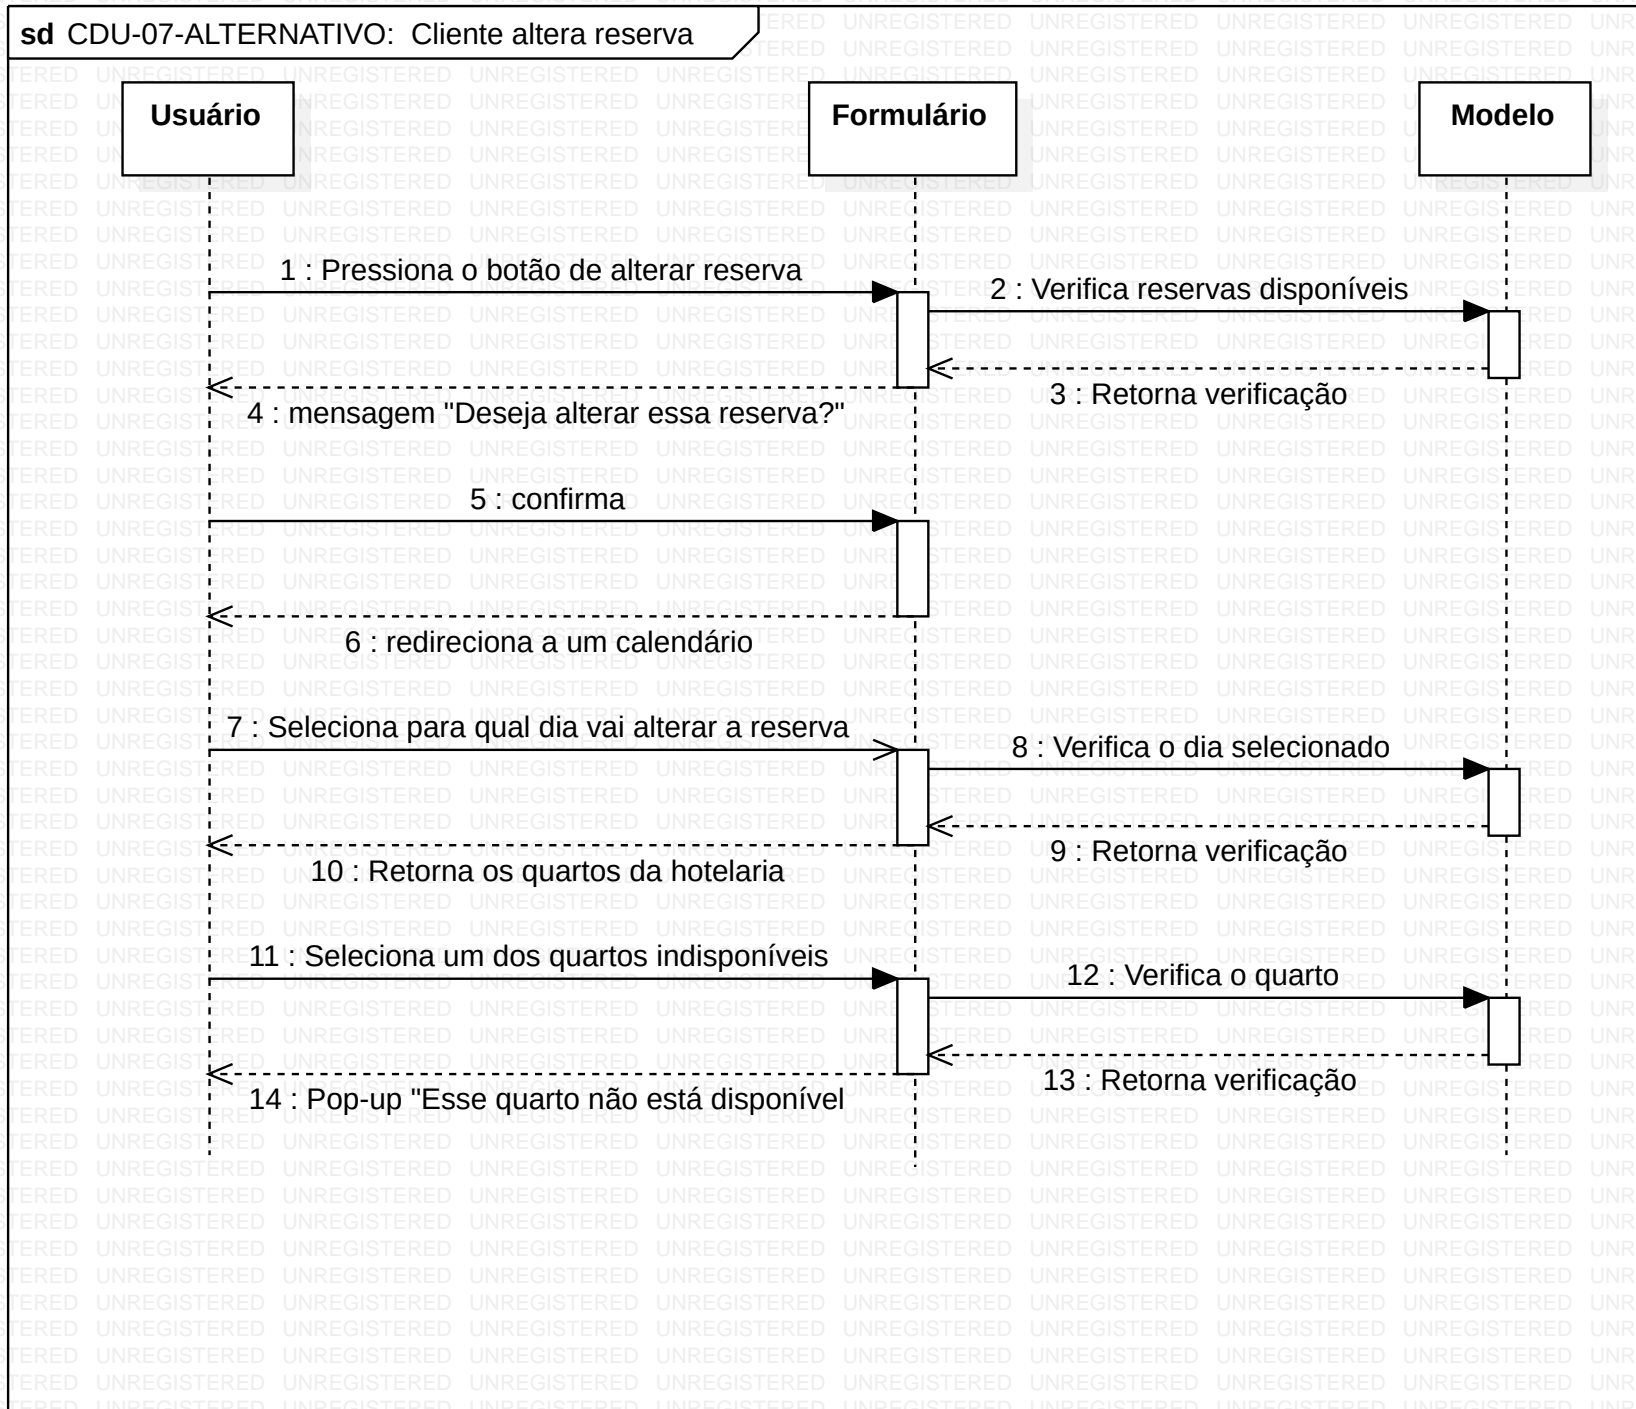 sd CDU-07-ALTERNATIVO: Cliente altera reserva
Usuário
Formulário
Modelo
1 : Pressiona o botão de alterar reserva
2 : Verifica reservas disponíveis
3 : Retorna verificação
4 : mensagem "Deseja alterar essa reserva?"
5 : confirma
6 : redireciona a um calendário
7 : Seleciona para qual dia vai alterar a reserva
8 : Verifica o dia selecionado
9 : Retorna verificação
10 : Retorna os quartos da hotelaria
11 : Seleciona um dos quartos indisponíveis
12 : Verifica o quarto
13 : Retorna verificação
14 : Pop-up "Esse quarto não está disponível
UNREGISTERED